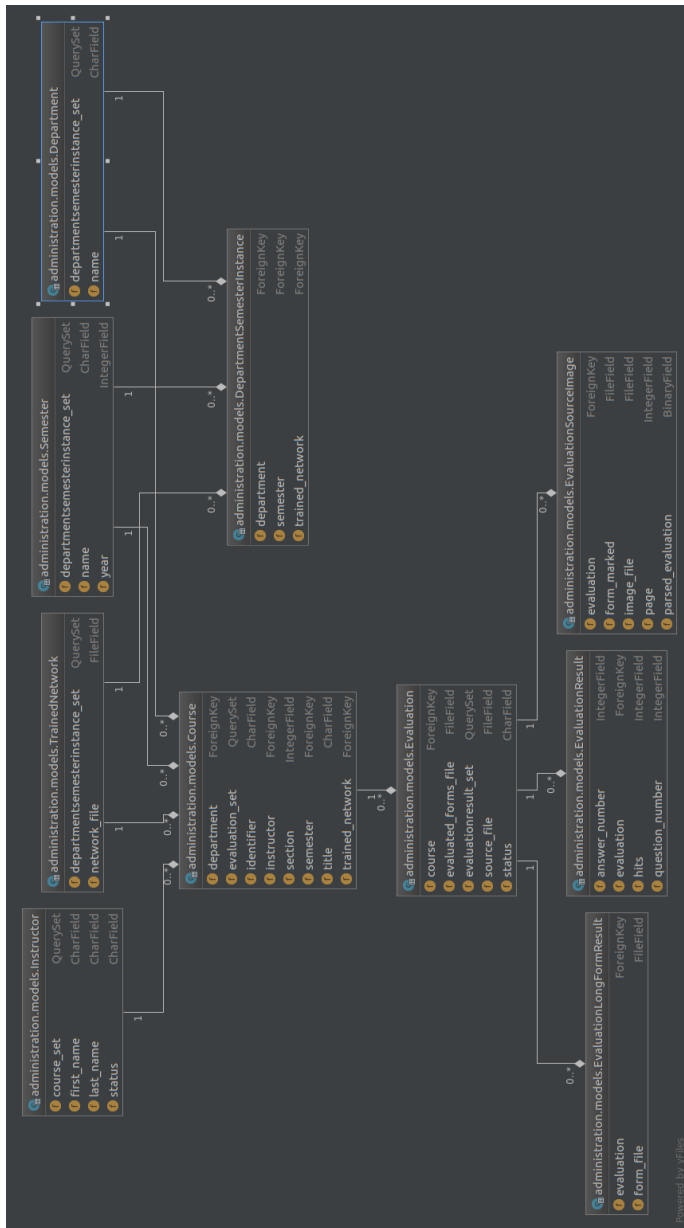 administration.models.Instructor
course_set QuerySet
first_name CharField
last_name CharField
status CharField
administration.models.TrainedNetwork
departmentsemesterinstance_set QuerySet
network_file FileField
administration.models.Semester
departmentsemesterinstance_set QuerySet
name CharField
year IntegerField
administration.models.Department
departmentsemesterinstance_set QuerySet
name CharField
1
1
1
1
1
1
1
0..*
0..*
0..*
0..*
0..*
0..*
0..*
administration.models.Course
department ForeignKey
evaluation_set QuerySet
identifier CharField
instructor ForeignKey
section IntegerField
semester ForeignKey
title CharField
trained_network ForeignKey
administration.models.DepartmentSemesterInstance
department ForeignKey
semester ForeignKey
trained_network ForeignKey
1
0..*
administration.models.Evaluation
course ForeignKey
evaluated_forms_file FileField
evaluationresult_set QuerySet
source_file FileField
status CharField
1
1
1
0..*
0..*
0..*
administration.models.EvaluationLongFormResult
evaluation ForeignKey
form_file FileField
administration.models.EvaluationResult
answer_number IntegerField
evaluation ForeignKey
hits IntegerField
question_number IntegerField
administration.models.EvaluationSourceImage
evaluation ForeignKey
form_marked FileField
image_file FileField
page IntegerField
parsed_evaluation BinaryField
Powered by yFiles